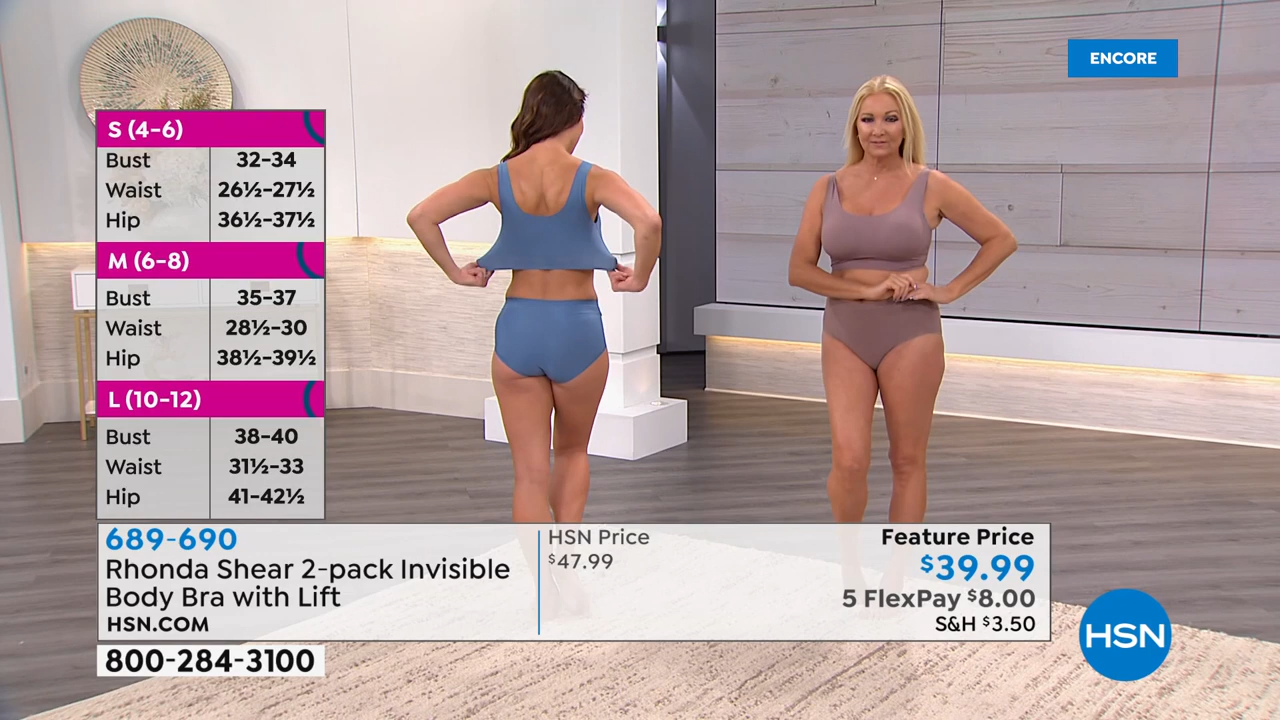 ENCORE
S (4-6)
Bust 32-34
Waist 26½-27½
Hip 36½-37½
M (6-8)
Bust 35-37
Waist 28½-30
Hip 38½-39½
L (10-12)
Bust 38-40
Waist 31½-33
Hip 41-42½
689-690
Rhonda Shear 2-pack Invisible
Body Bra with Lift
HSN.COM
HSN Price
$47.99
Feature Price
$39.99
5 FlexPay $8.00
S&H $3.50
800-284-3100
HSN